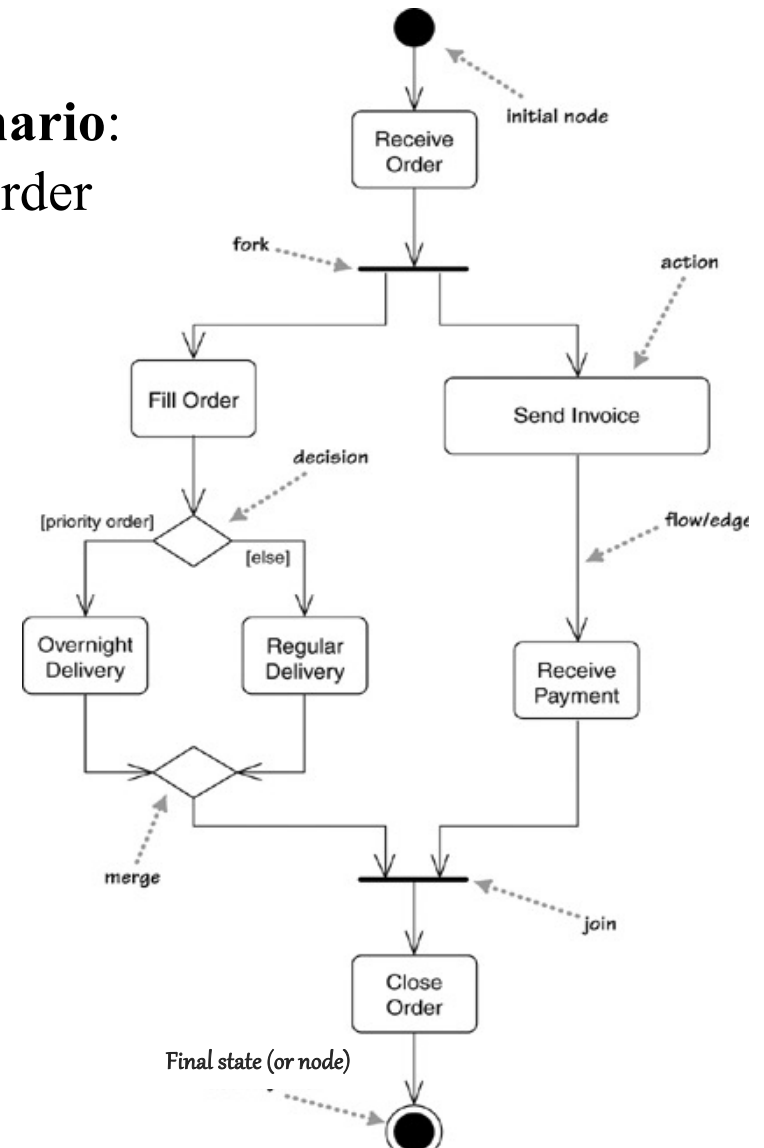 nario:
rder
initial node
Receive
Order
fork
action
Fill Order
Send Invoice
decision
[priority order]
[else]
flow/edge
Overnight
Delivery
Regular
Delivery
Receive
Payment
merge
join
Close
Order
Final state (or node)